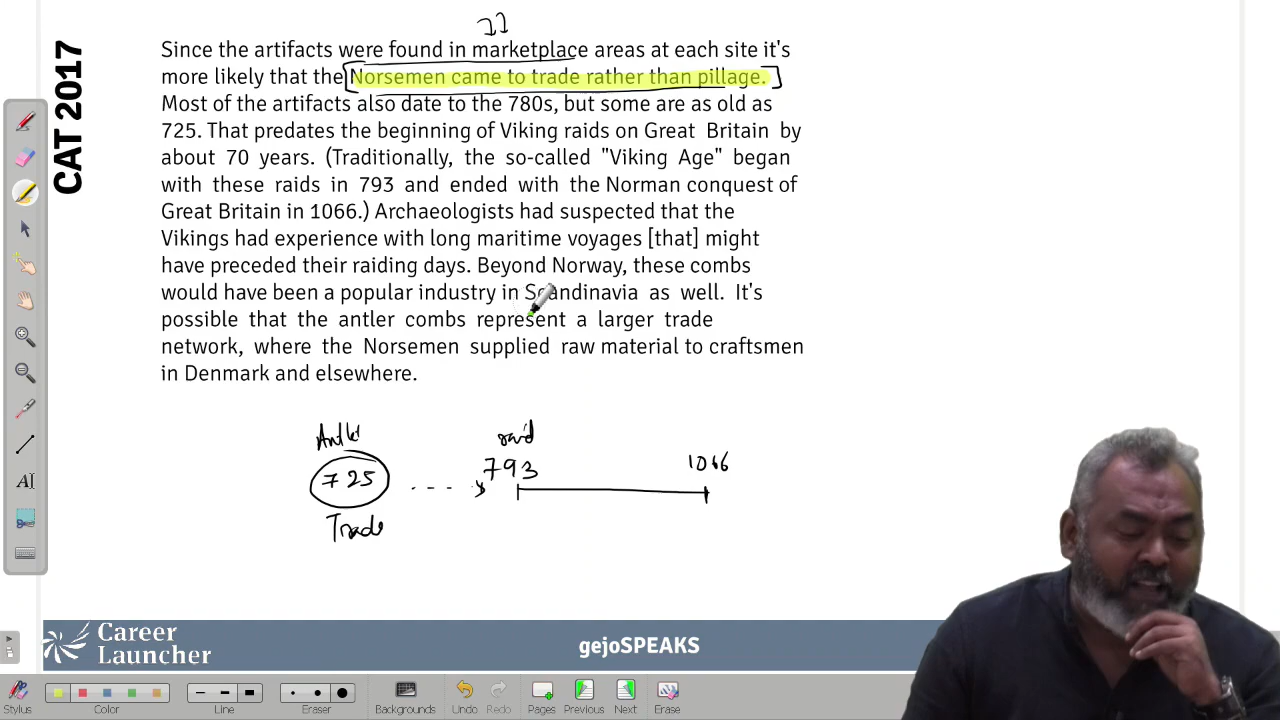 CAT 2017
Since the artifacts were found in marketplace areas at each site it's
more likely that the Norsemen came to trade rather than pillage.
Most of the artifacts also date to the 780s, but some are as old as
725. That predates the beginning of Viking raids on Great Britain by
about 70 years. (Traditionally, the so-called "Viking Age" began
with these raids in 793 and ended with the Norman conquest of
Great Britain in 1066.) Archaeologists had suspected that the
Vikings had experience with long maritime voyages [that] might
have preceded their raiding days. Beyond Norway, these combs
would have been a popular industry in Scandinavia as well. It's
possible that the antler combs represent a larger trade
network, where the Norsemen supplied raw material to craftsmen
in Denmark and elsewhere.
raid
725 793 1066
Trade
Career
Launcher
gejoSPEAKS
Stylus Color Line Eraser Backgrounds Undo Redo Pages Previous Next Erase